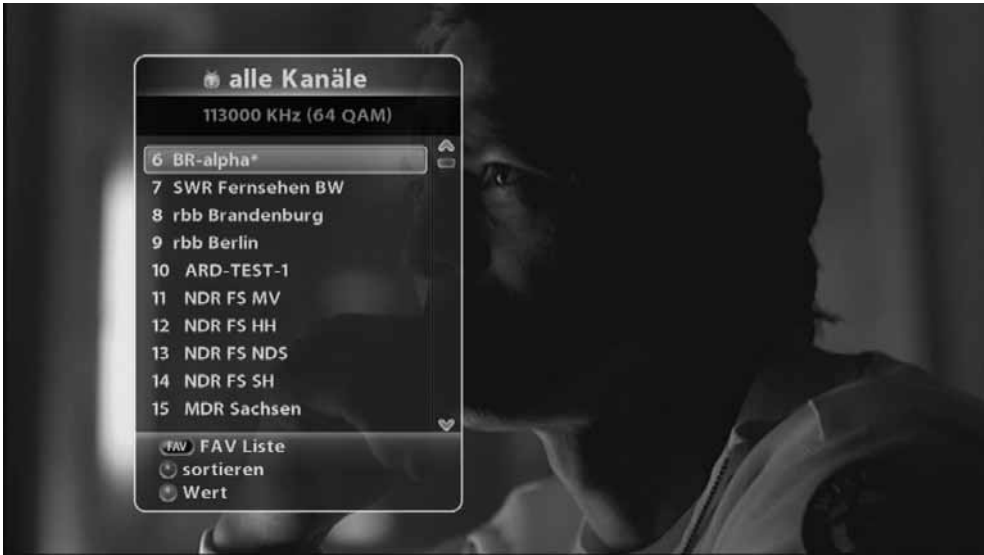 alle Kanäle
113000 KHz (64 QAM)
6 BR-alpha*
7 SWR Fernsehen BW
8 rbb Brandenburg
9 rbb Berlin
10 ARD-TEST-1
11 NDR FS MV
12 NDR FS HH
13 NDR FS NDS
14 NDR FS SH
15 MDR Sachsen
FAV FAV Liste
sortieren
Wert